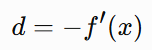 d = −f′(x)